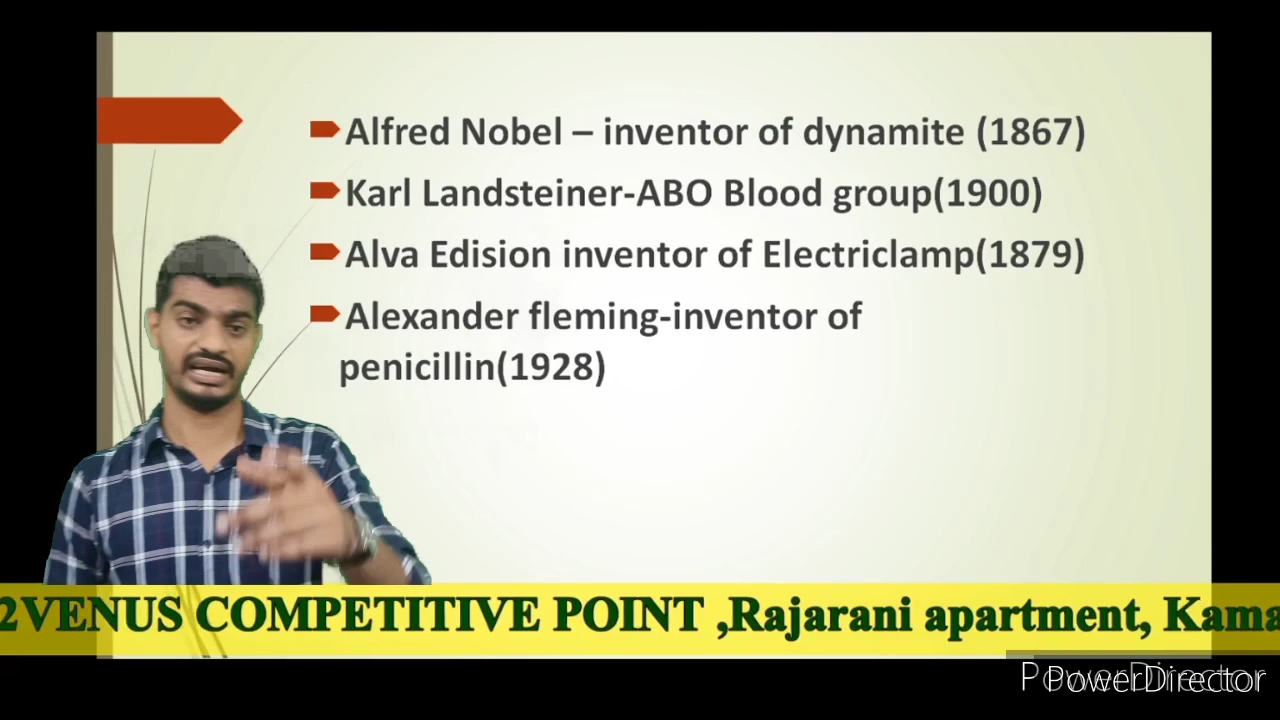 Alfred Nobel – inventor of dynamite (1867)
Karl Landsteiner-ABO Blood group(1900)
Alva Edision inventor of Electriclamp(1879)
Alexander fleming-inventor of
penicillin(1928)
2VENUS COMPETITIVE POINT ,Rajarani apartment, Kama
PowerDirector